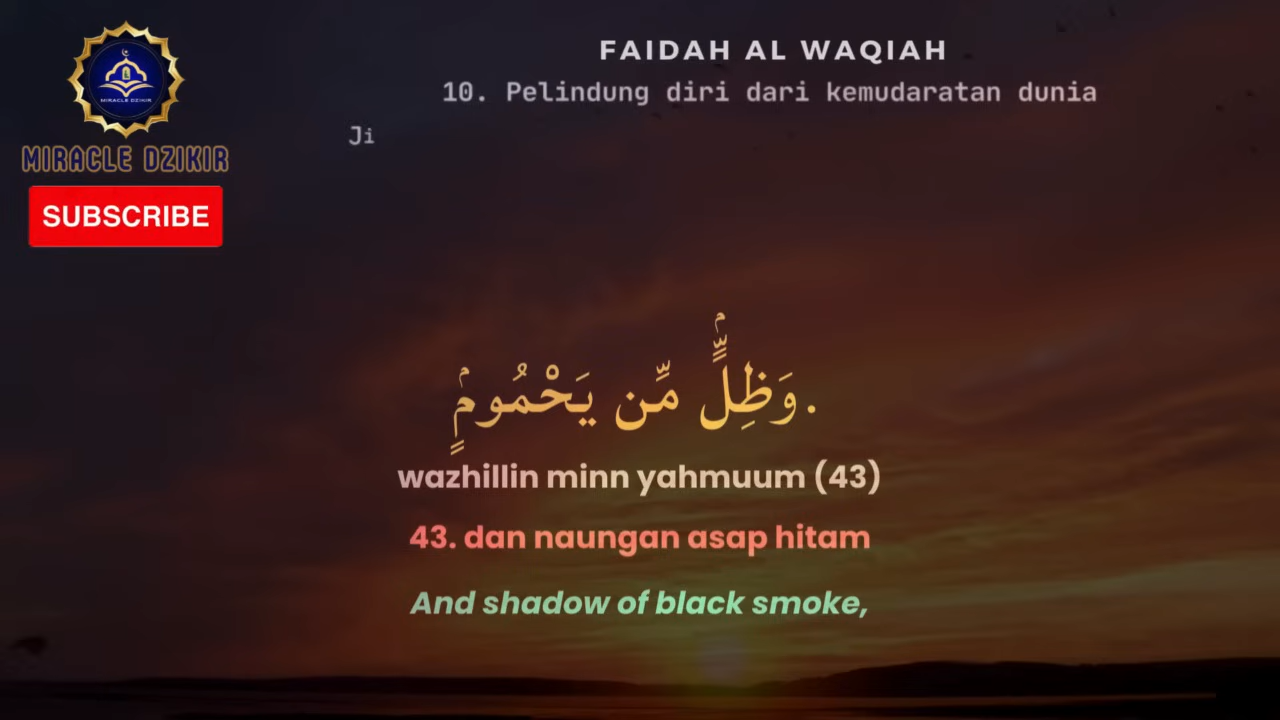 FAIDAH AL WAQIAH
10. Pelindung diri dari kemudaratan dunia
Ji
MIRACLE DZIKIR
MIRACLE DZIKIR
SUBSCRIBE
وَظِلٍّۢ مِّن يَحْمُومٍۢ.
wazhillin minn yahmuum (43)
43. dan naungan asap hitam
And shadow of black smoke,